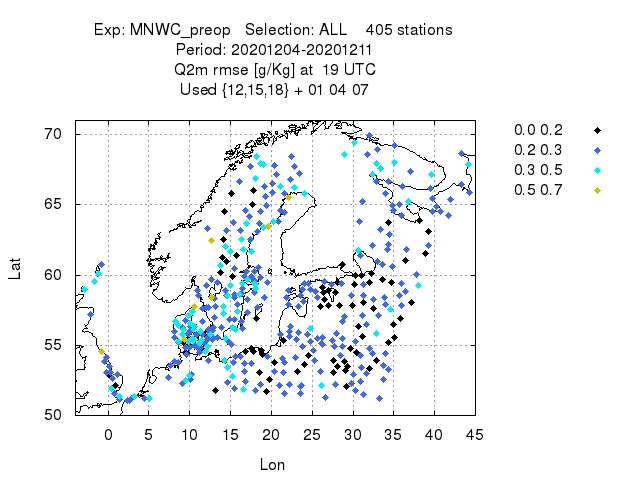 Exp: MNWC_preop   Selection: ALL    405 stations
Period: 20201204-20201211
Q2m rmse [g/Kg] at  19 UTC
Used {12,15,18} + 01 04 07
0.0 0.2
0.2 0.3
0.3 0.5
0.5 0.7
70
65
60
55
50
Lat
0 5 10 15 20 25 30 35 40 45
Lon